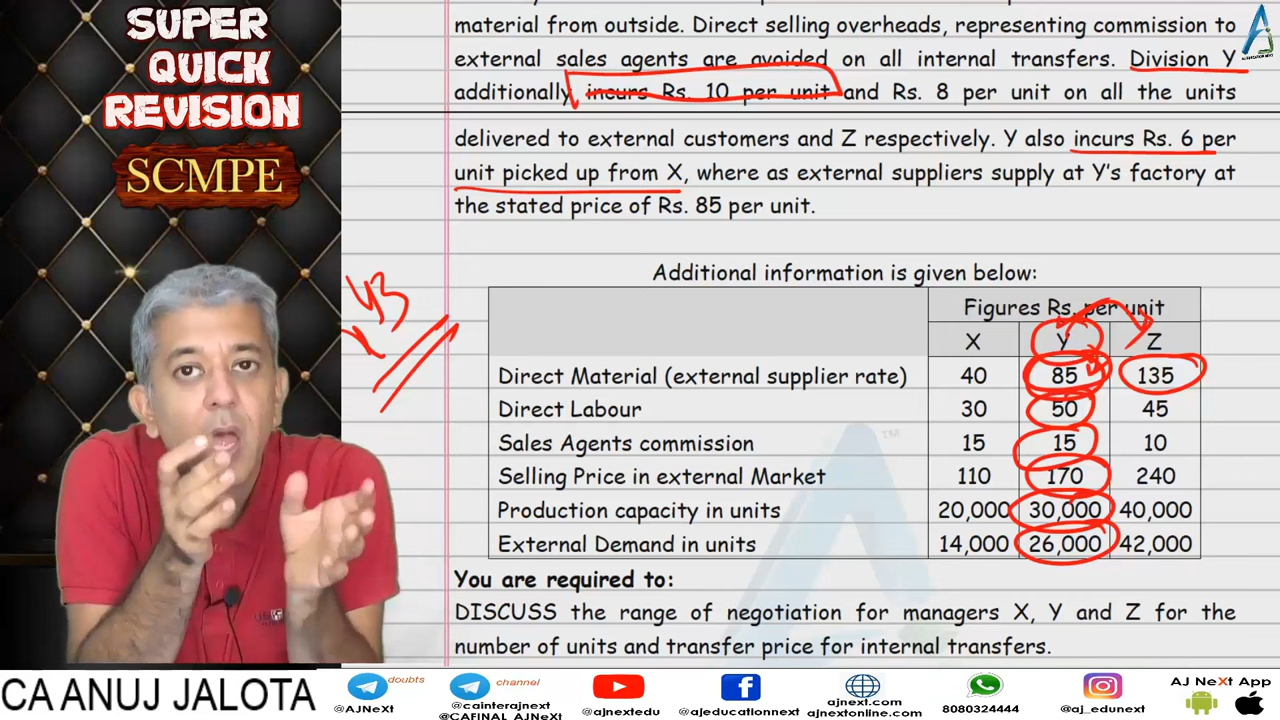 SUPER
QUICK
REVISION
SCMPE
material from outside. Direct selling overheads, representing commission to
external sales agents are avoided on all internal transfers. Division Y
additionally incurs Rs. 10 per unit and Rs. 8 per unit on all the units
delivered to external customers and Z respectively. Y also incurs Rs. 6 per
unit picked up from X, where as external suppliers supply at Y's factory at
the stated price of Rs. 85 per unit.
Additional information is given below:
Figures Rs. per unit
X Y Z
Direct Material (external supplier rate) 40 85 135
Direct Labour 30 50 45
Sales Agents commission 15 15 10
Selling Price in external Market 110 170 240
Production capacity in units 20,000 30,000 40,000
External Demand in units 14,000 26,000 42,000
You are required to:
DISCUSS the range of negotiation for managers X, Y and Z for the
number of units and transfer price for internal transfers.
CA ANUJ JALOTA
doubts
@AJNeXt
channel
@cainterajnext
@CAFINAL_AJNeXt
@ajnextedu
@ajeducationnext
ajnext.com
ajnextonline.com
8080324444
@aj_edunext
AJ NeXt App